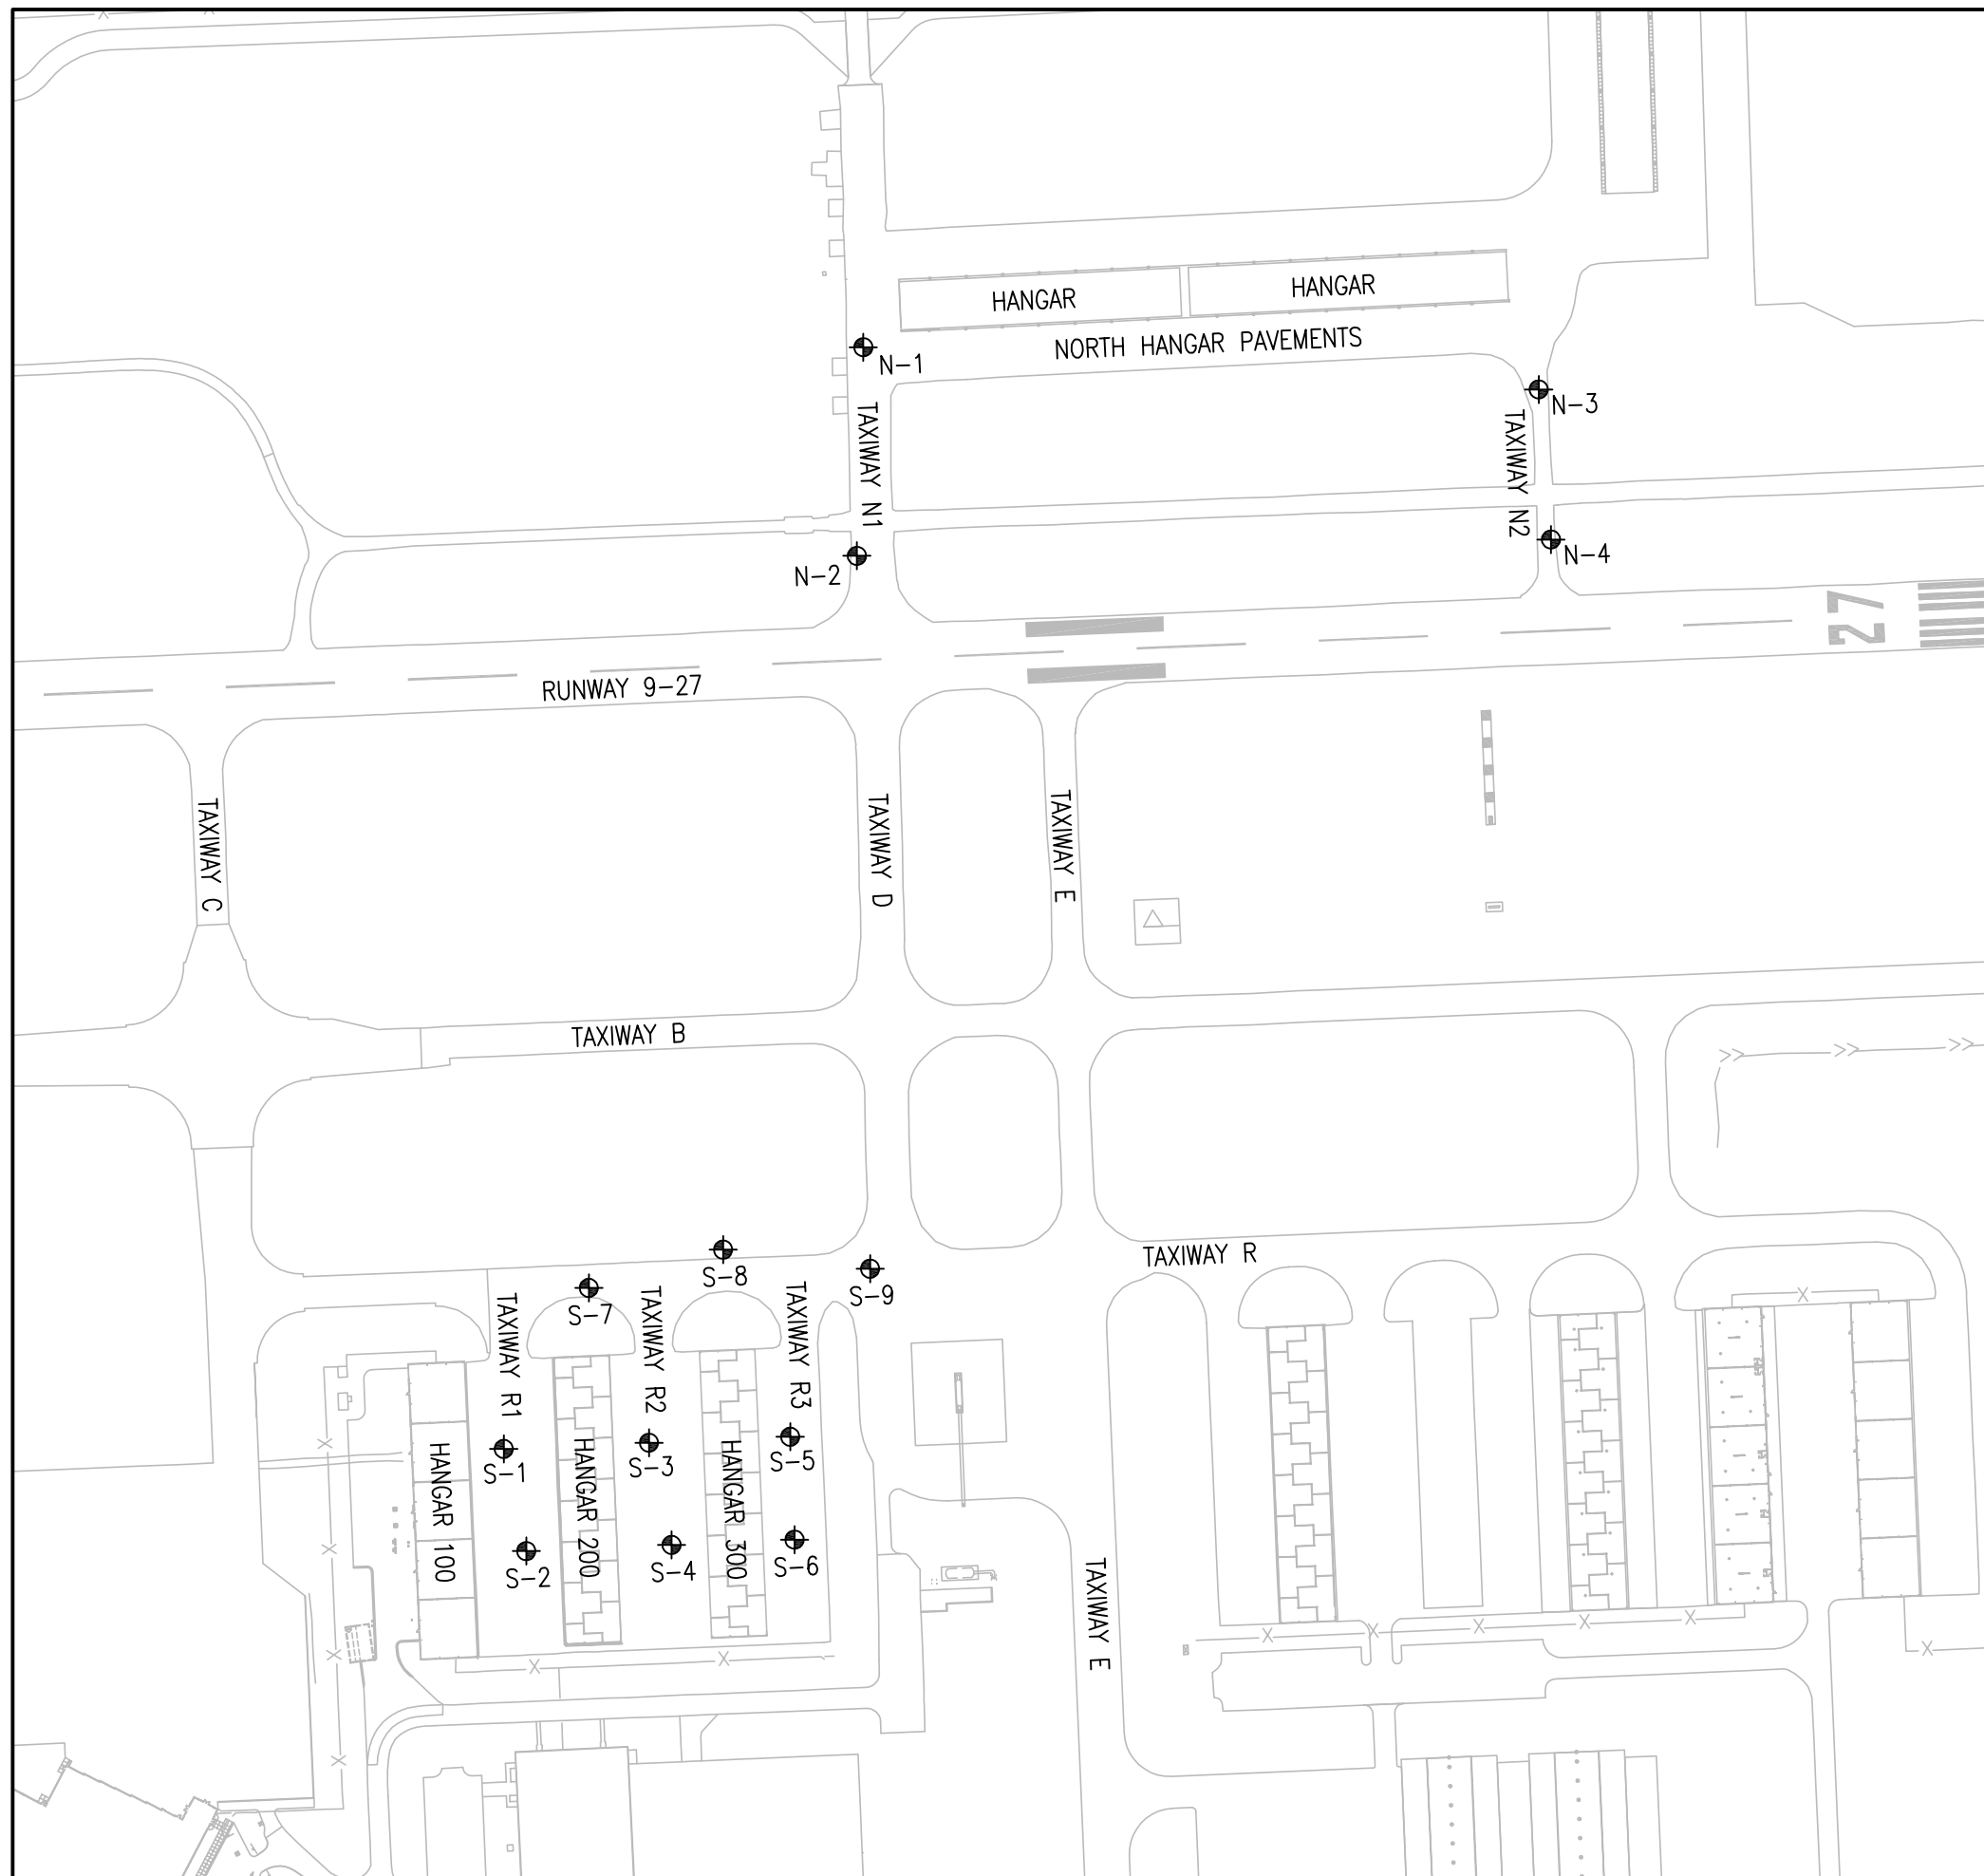 HANGAR
HANGAR
NORTH HANGAR PAVEMENTS
N-1
N-3
TAXIWAY N1
TAXIWAY N2
N-2
N-4
27
RUNWAY 9-27
TAXIWAY C
TAXIWAY D
TAXIWAY E
TAXIWAY B
TAXIWAY R
S-8
S-7
S-9
TAXIWAY R1
TAXIWAY R2
TAXIWAY R3
S-1
S-3
S-5
HANGAR 100
HANGAR 200
HANGAR 300
S-2
S-4
S-6
TAXIWAY E